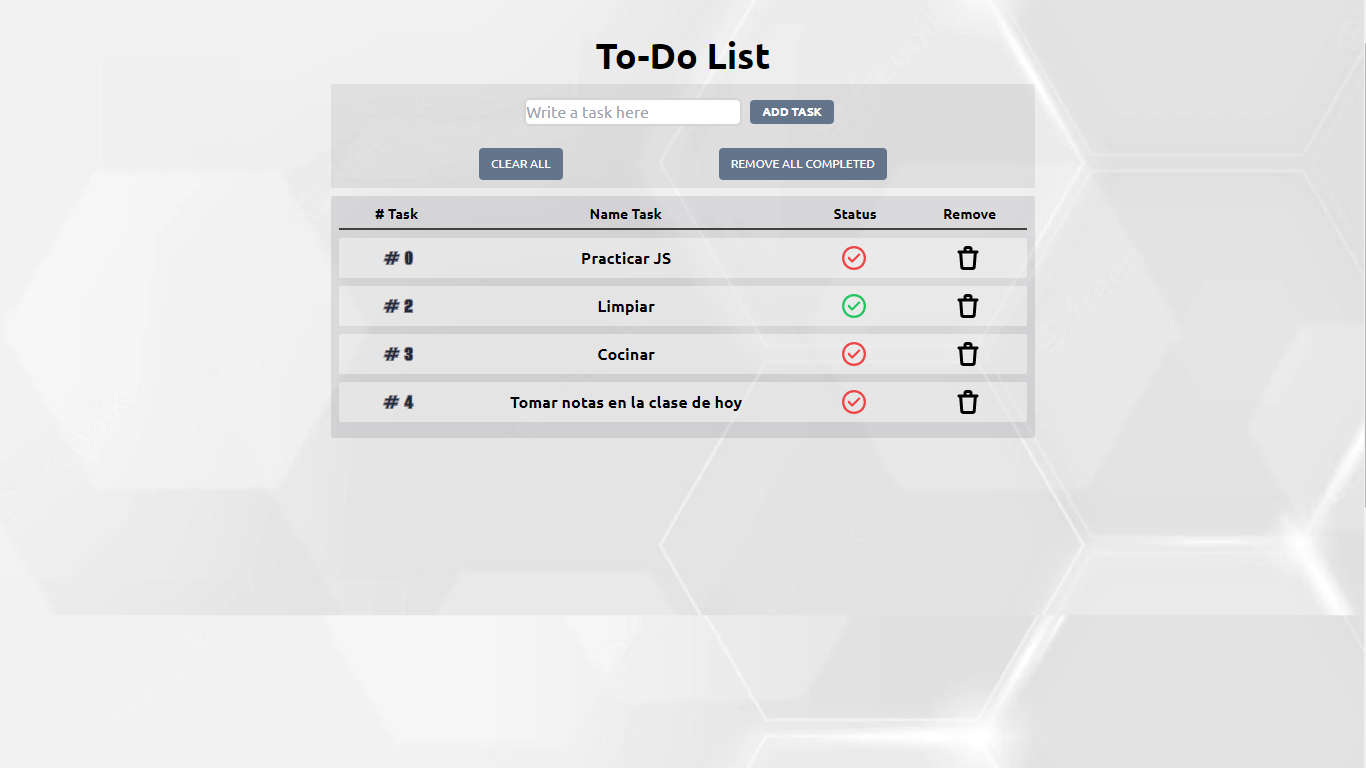 To-Do List
Write a task here ADD TASK
CLEAR ALL REMOVE ALL COMPLETED
# Task Name Task Status Remove
# 0 Practicar JS
# 2 Limpiar
# 3 Cocinar
# 4 Tomar notas en la clase de hoy